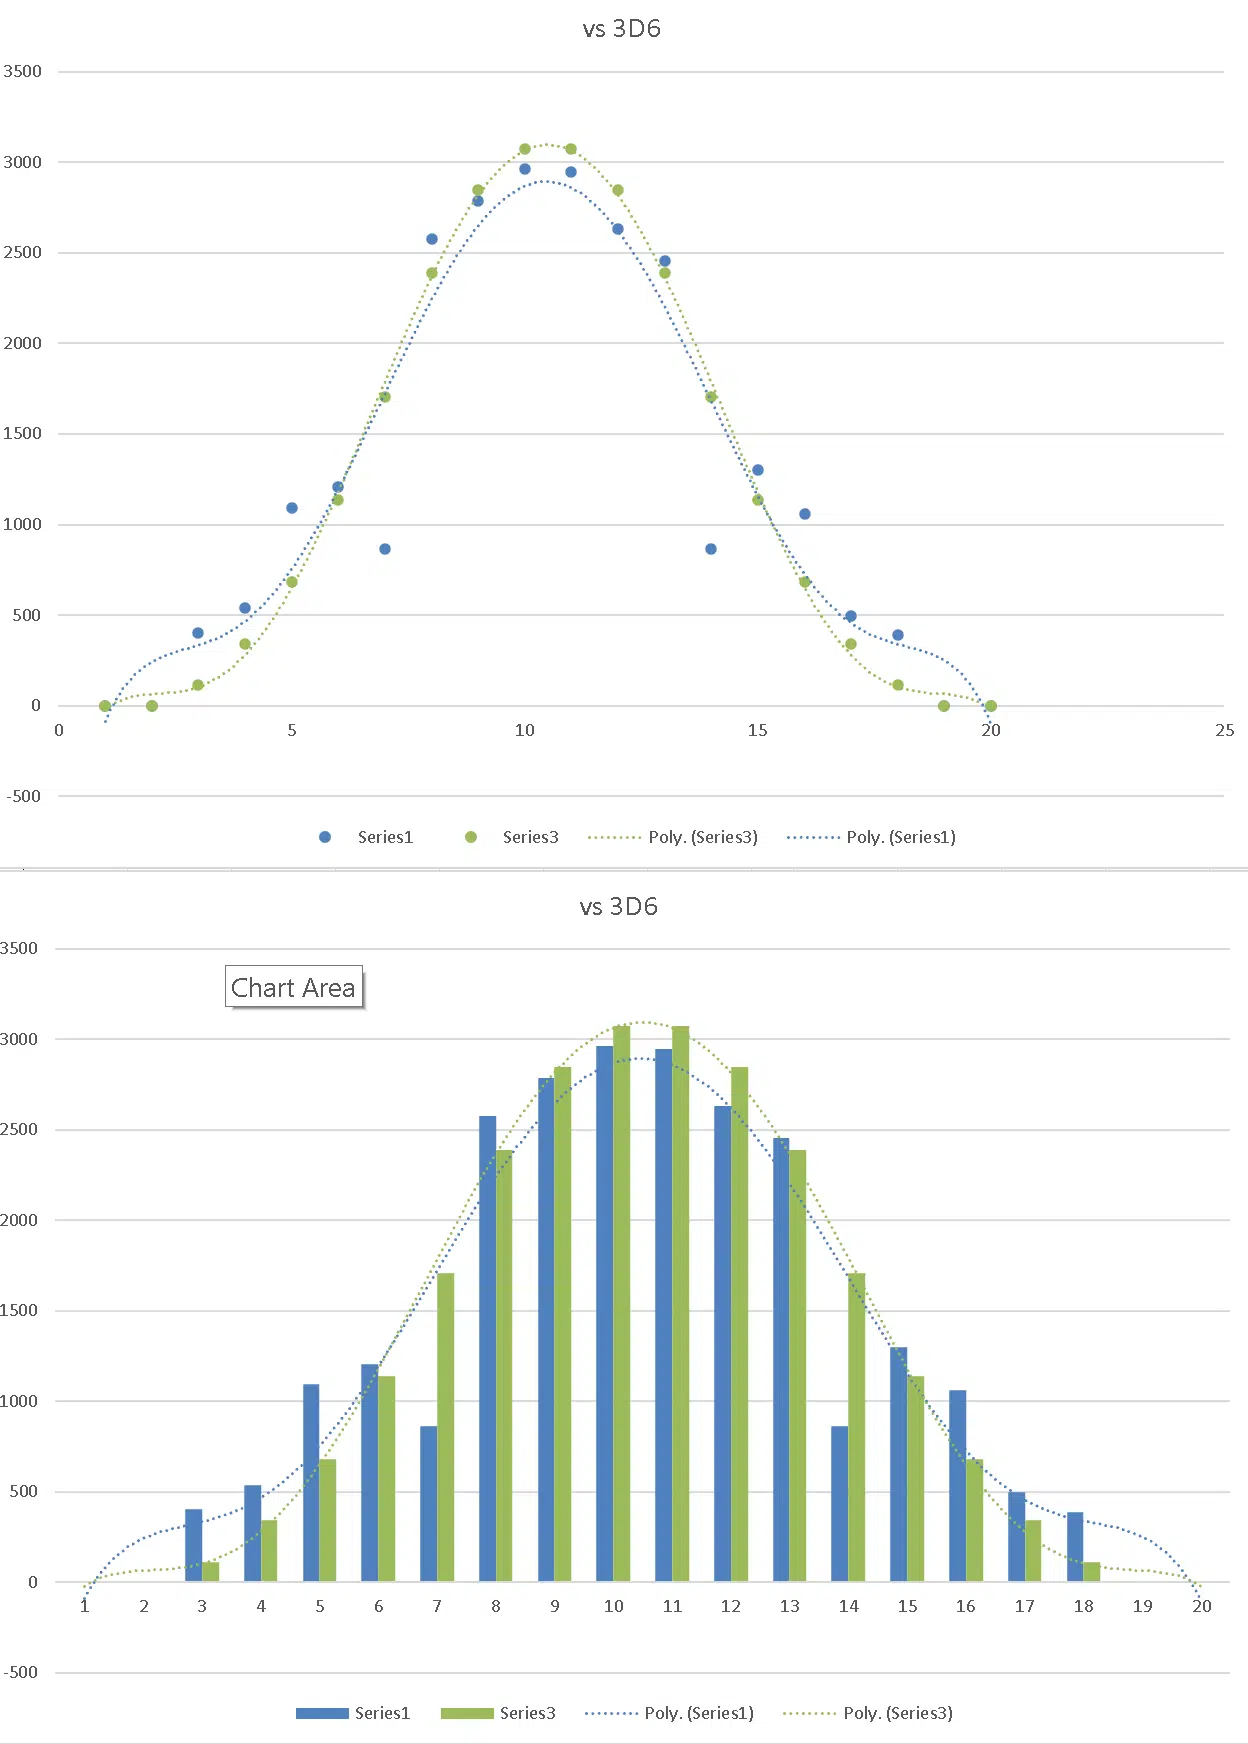 vs 3D6
3500
3000
2500
2000
1500
1000
500
0
0 5 10 15 20 25
-500
Series1 Series3 Poly. (Series3) Poly. (Series1)
vs 3D6
3500
Chart Area
3000
2500
2000
1500
1000
500
0
1 2 3 4 5 6 7 8 9 10 11 12 13 14 15 16 17 18 19 20
-500
Series1 Series3 Poly. (Series1) Poly. (Series3)